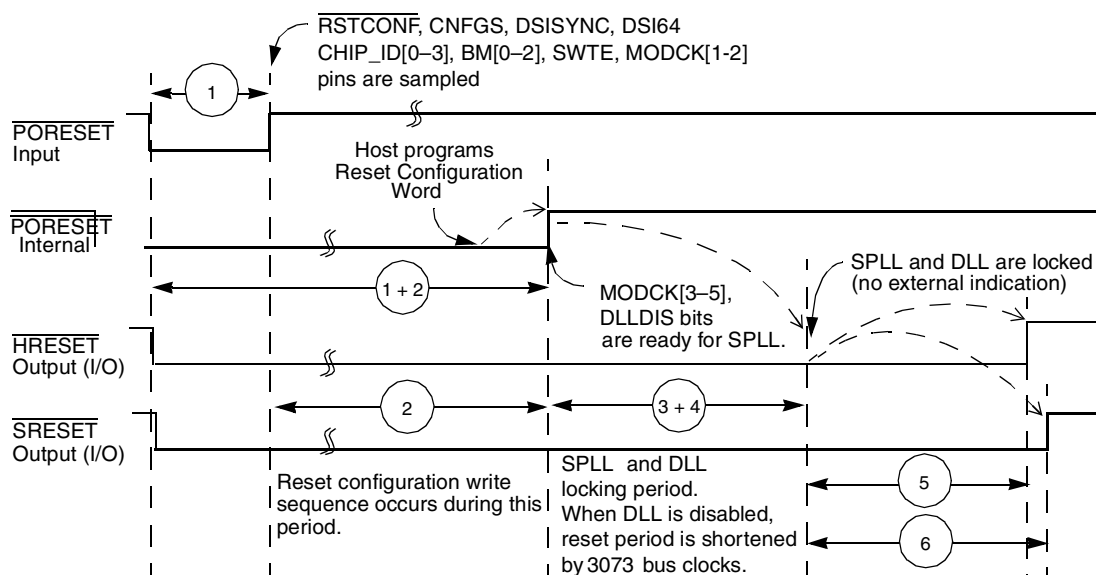 RSTCONF, CNFGS, DSISYNC, DSI64
CHIP_ID[0–3], BM[0–2], SWTE, MODCK[1-2]
pins are sampled
1
PORESET
Input
Host programs
Reset Configuration
Word
PORESET
Internal
1 + 2
MODCK[3–5],
DLLDIS bits
are ready for SPLL.
SPLL and DLL are locked
(no external indication)
HRESET
Output (I/O)
2
3 + 4
SRESET
Output (I/O)
Reset configuration write
sequence occurs during this
period.
SPLL and DLL
locking period.
When DLL is disabled,
reset period is shortened
by 3073 bus clocks.
5
6